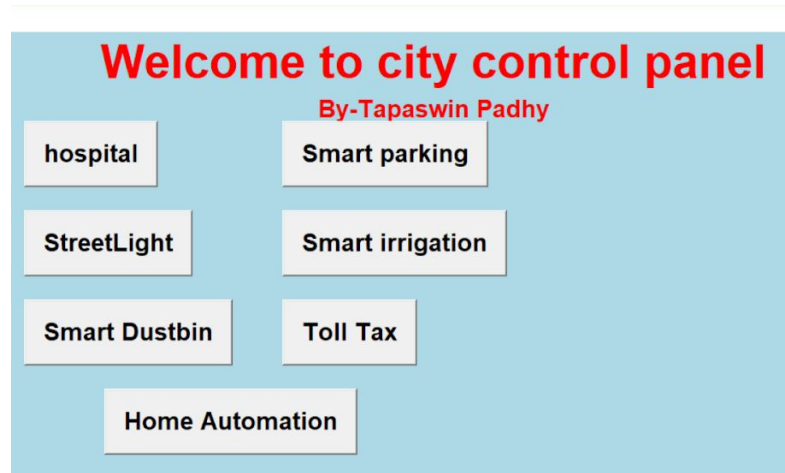 Welcome to city control panel
By-Tapaswin Padhy
hospital
Smart parking
StreetLight
Smart irrigation
Smart Dustbin
Toll Tax
Home Automation